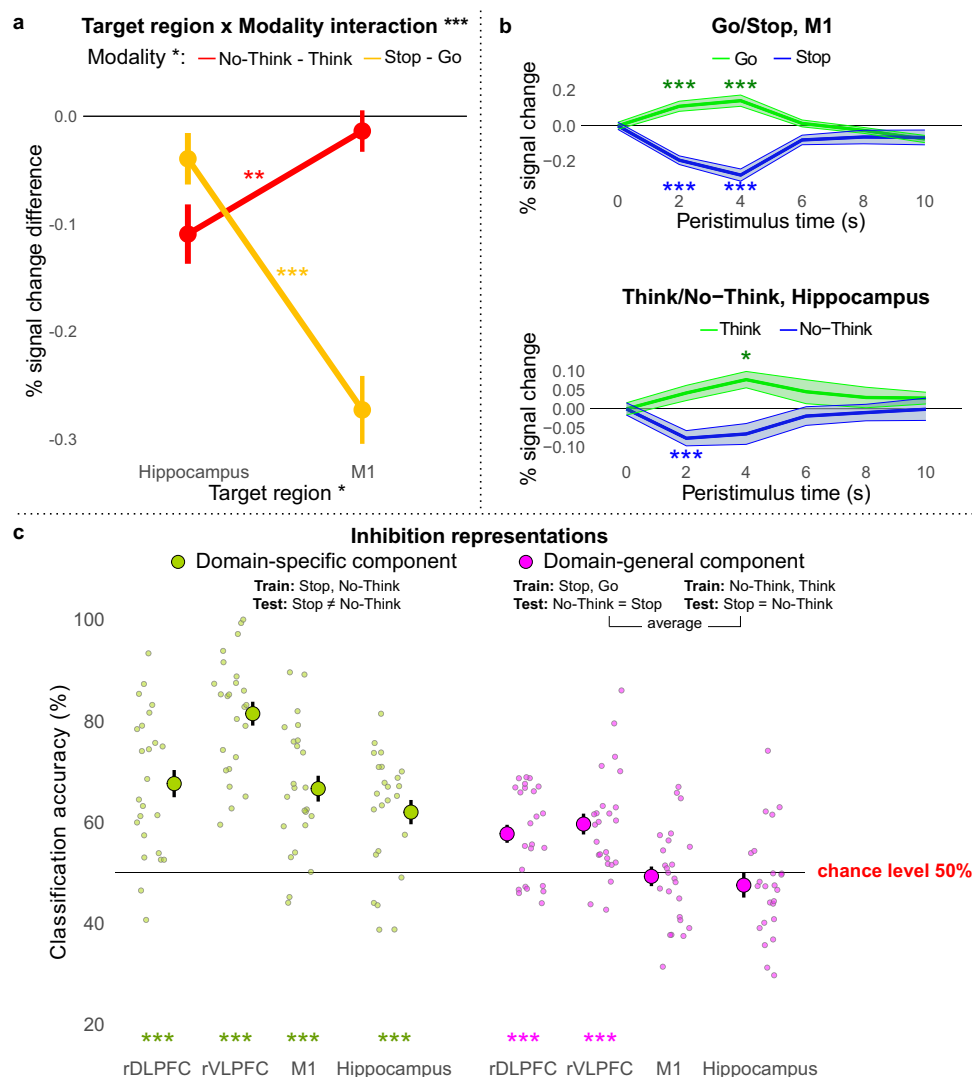 a
Target region x Modality interaction ***
Modality *: No-Think - Think Stop - Go
0.0
-0.1
-0.2
-0.3
% signal change difference
**
***
Hippocampus M1
Target region *
b
Go/Stop, M1
Go Stop
% signal change
0.2
0.0
−0.2
*** ***
*** ***
0 2 4 6 8 10
Peristimulus time (s)
Think/No−Think, Hippocampus
Think No−Think
% signal change
0.10
0.05
0.00
−0.05
−0.10
*
***
0 2 4 6 8 10
Peristimulus time (s)
c
Inhibition representations
Domain-specific component Domain-general component
Train: Stop, No-Think
Test: Stop ≠ No-Think
Train: Stop, Go
Test: No-Think = Stop
Train: No-Think, Think
Test: Stop = No-Think
average
Classification accuracy (%)
100
80
60
40
20
chance level 50%
*** *** *** *** *** ***
rDLPFC rVLPFC M1 Hippocampus rDLPFC rVLPFC M1 Hippocampus